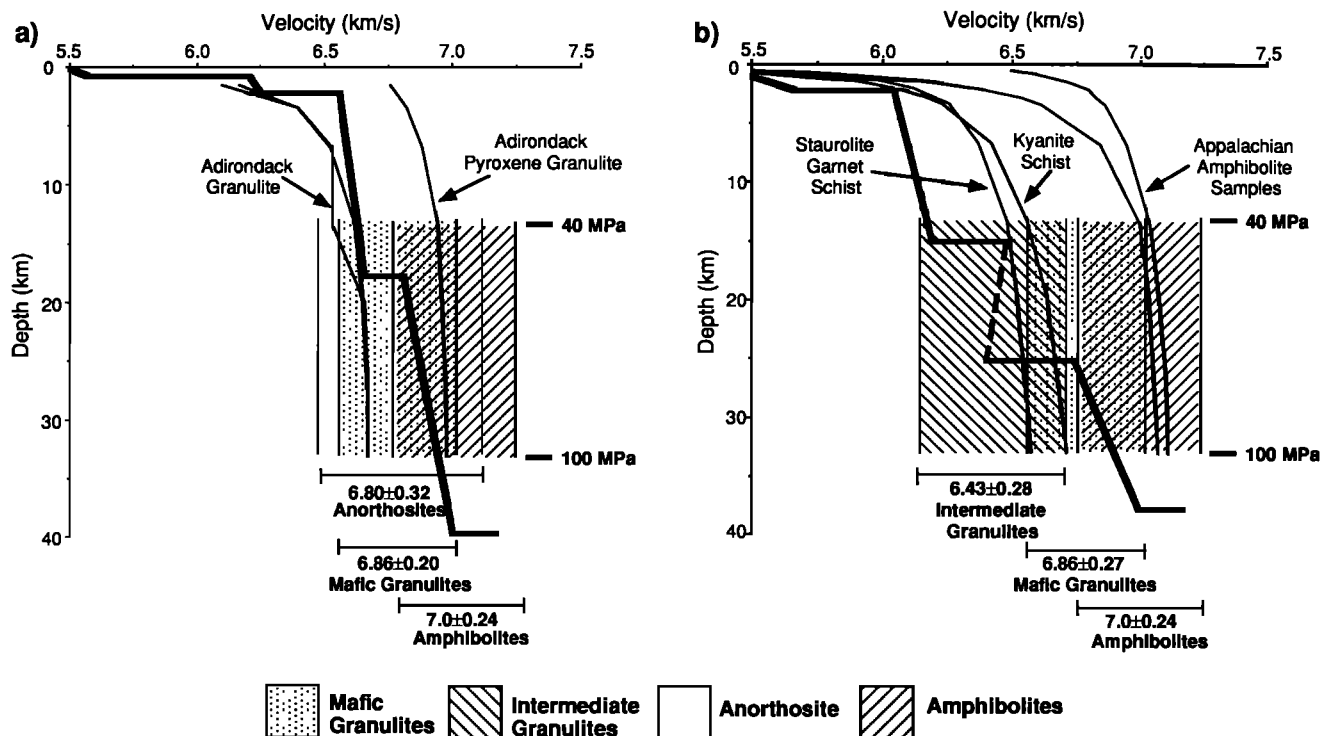 a)
Velocity (km/s)
5.5 6.0 6.5 7.0 7.5
0
10
20
30
40
Depth (km)
Adirondack
Granulite
Adirondack
Pyroxene Granulite
40 MPa
100 MPa
6.80±0.32
Anorthosites
6.86±0.20
Mafic Granulites
7.0±0.24
Amphibolites
b)
Velocity (km/s)
5.5 6.0 6.5 7.0 7.5
0
10
20
30
40
Depth (km)
Staurolite
Garnet
Schist
Kyanite
Schist
Appalachian
Amphibolite
Samples
40 MPa
100 MPa
6.43±0.28
Intermediate
Granulites
6.86±0.27
Mafic Granulites
7.0±0.24
Amphibolites
Mafic
Granulites
Intermediate
Granulites
Anorthosite
Amphibolites